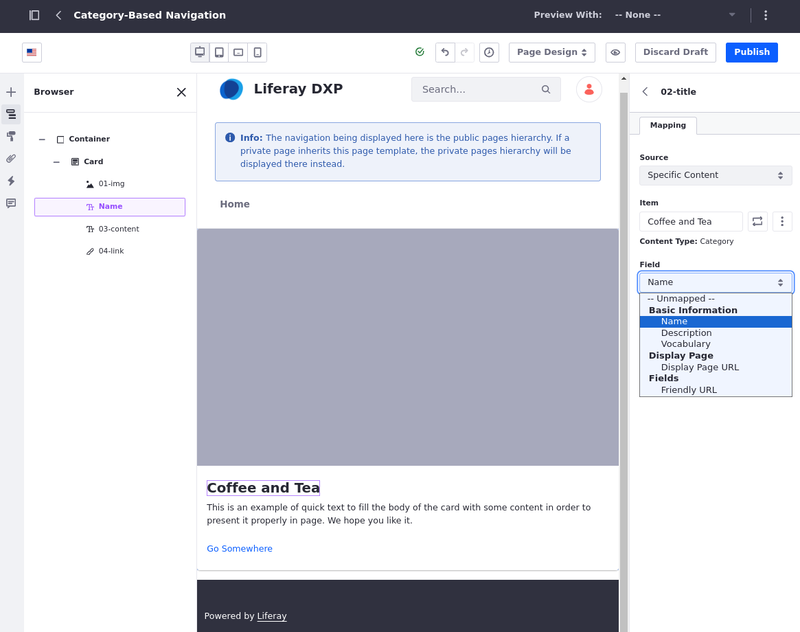 Category-Based Navigation
Preview With:
-- None --
Page Design
Discard Draft
Publish
Browser
Container
Card
01-img
Name
03-content
04-link
Liferay DXP
Search...
Info: The navigation being displayed here is the public pages hierarchy. If a
private page inherits this page template, the private pages hierarchy will be
displayed there instead.
Home
Coffee and Tea
This is an example of quick text to fill the body of the card with some content in order to
present it properly in page. We hope you like it.
Go Somewhere
Powered by Liferay
02-title
Mapping
Source
Specific Content
Item
Coffee and Tea
Content Type: Category
Field
Name
-- Unmapped --
Basic Information
Name
Description
Vocabulary
Display Page
Display Page URL
Fields
Friendly URL